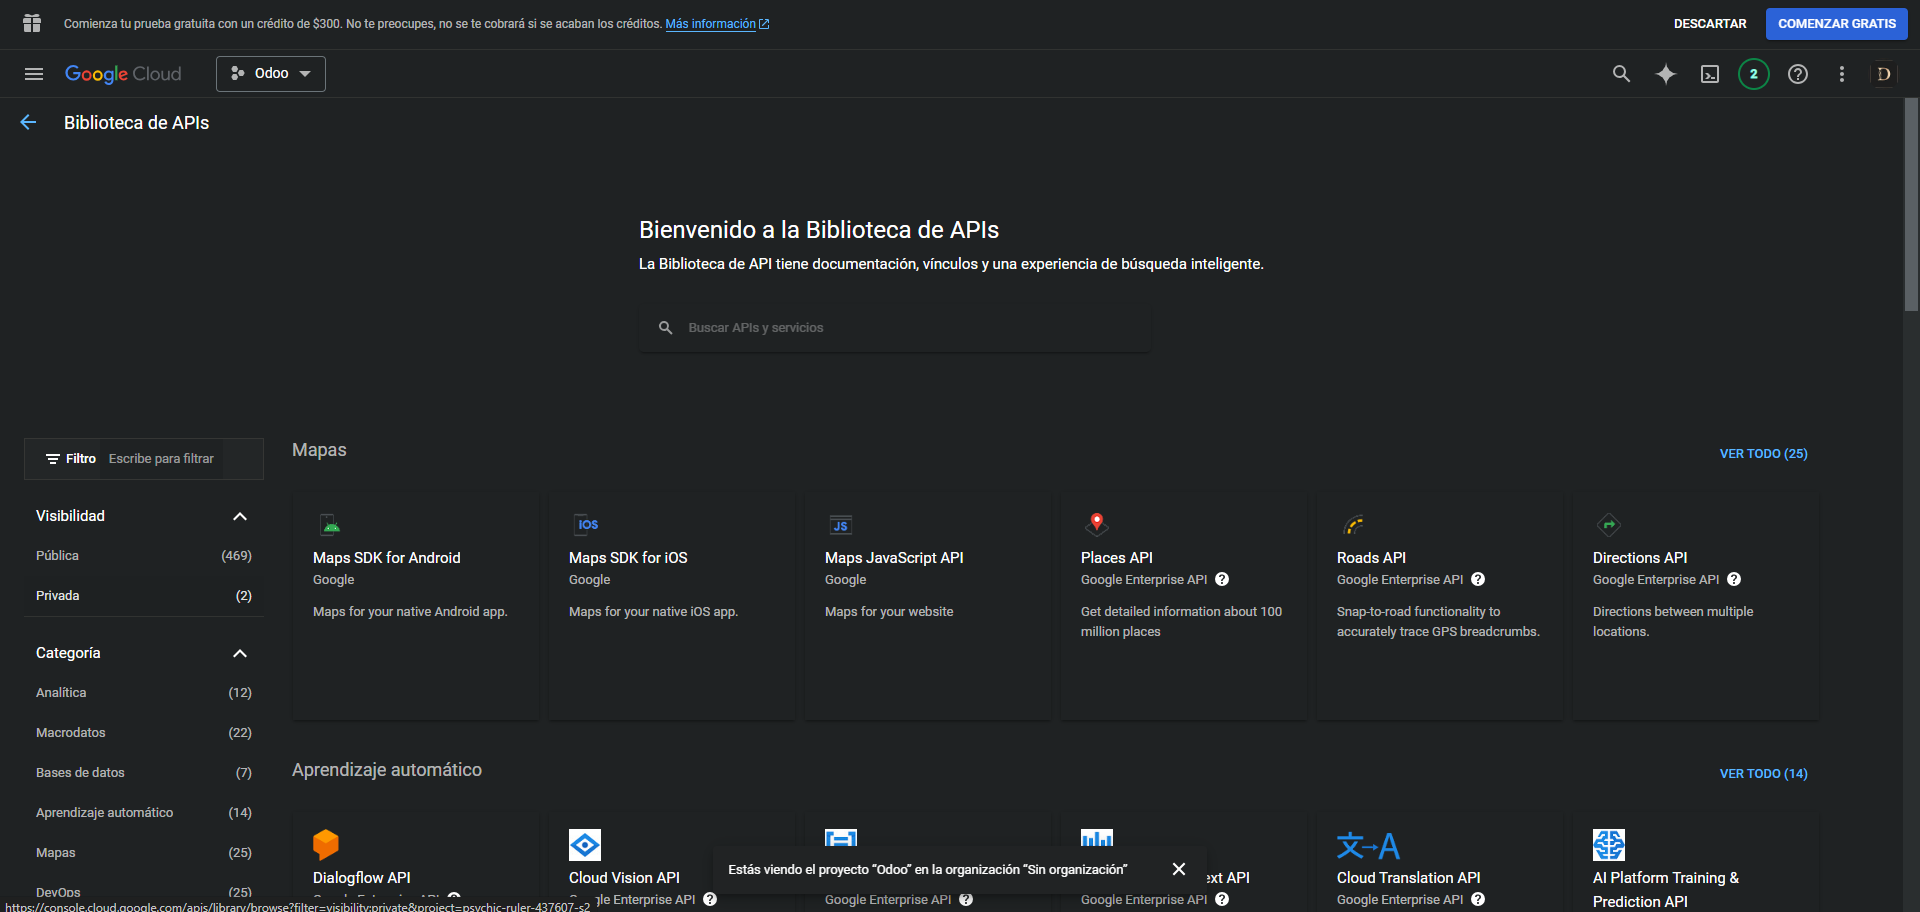 Comienza tu prueba gratuita con un crédito de $300. No te preocupes, no se te cobrará si se acaban los créditos. Más información
DESCARTAR
COMENZAR GRATIS
Google Cloud
Odoo
2
D
Biblioteca de APIs
Bienvenido a la Biblioteca de APIs
La Biblioteca de API tiene documentación, vínculos y una experiencia de búsqueda inteligente.
Buscar APIs y servicios
Filtro Escribe para filtrar
Visibilidad
Pública (469)
Privada (2)
Categoría
Analítica (12)
Macrodatos (22)
Bases de datos (7)
Aprendizaje automático (14)
Mapas (25)
DevOps (25)
Mapas
VER TODO (25)
Maps SDK for Android
Google
Maps for your native Android app.
iOS
Maps SDK for iOS
Google
Maps for your native iOS app.
JS
Maps JavaScript API
Google
Maps for your website
Places API
Google Enterprise API
Get detailed information about 100
million places
Roads API
Google Enterprise API
Snap-to-road functionality to
accurately trace GPS breadcrumbs.
Directions API
Google Enterprise API
Directions between multiple
locations.
Aprendizaje automático
VER TODO (14)
Dialogflow API
Cloud Vision API
Google Enterprise API
Google Enterprise API
API
Google Enterprise API
文→A
Cloud Translation API
Google Enterprise API
AI Platform Training &
Prediction API
Estás viendo el proyecto “Odoo” en la organización “Sin organización”
https://console.cloud.google.com/apis/library/browse?filter=visibility:private&project=psychic-ruler-437607-s2